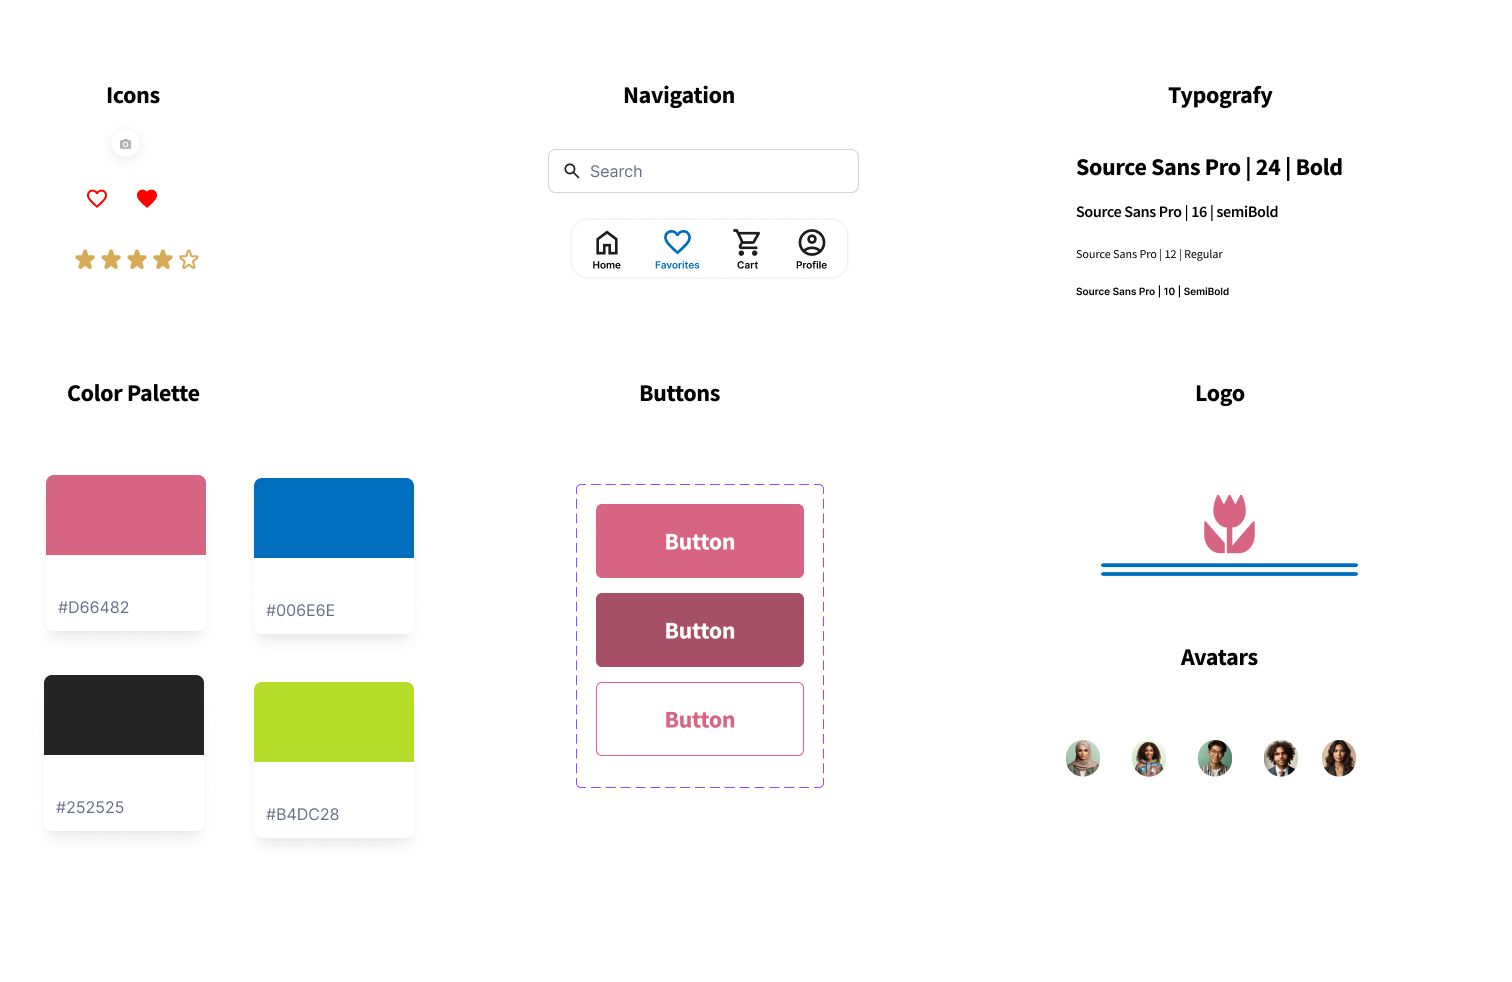 Icons
Navigation
Typografy
Search
Home
Favorites
Cart
Profile
Source Sans Pro | 24 | Bold
Source Sans Pro | 16 | semiBold
Source Sans Pro | 12 | Regular
Source Sans Pro | 10 | SemiBold
Color Palette
#D66482
#006E6E
#252525
#B4DC28
Buttons
Button
Button
Button
Logo
Avatars